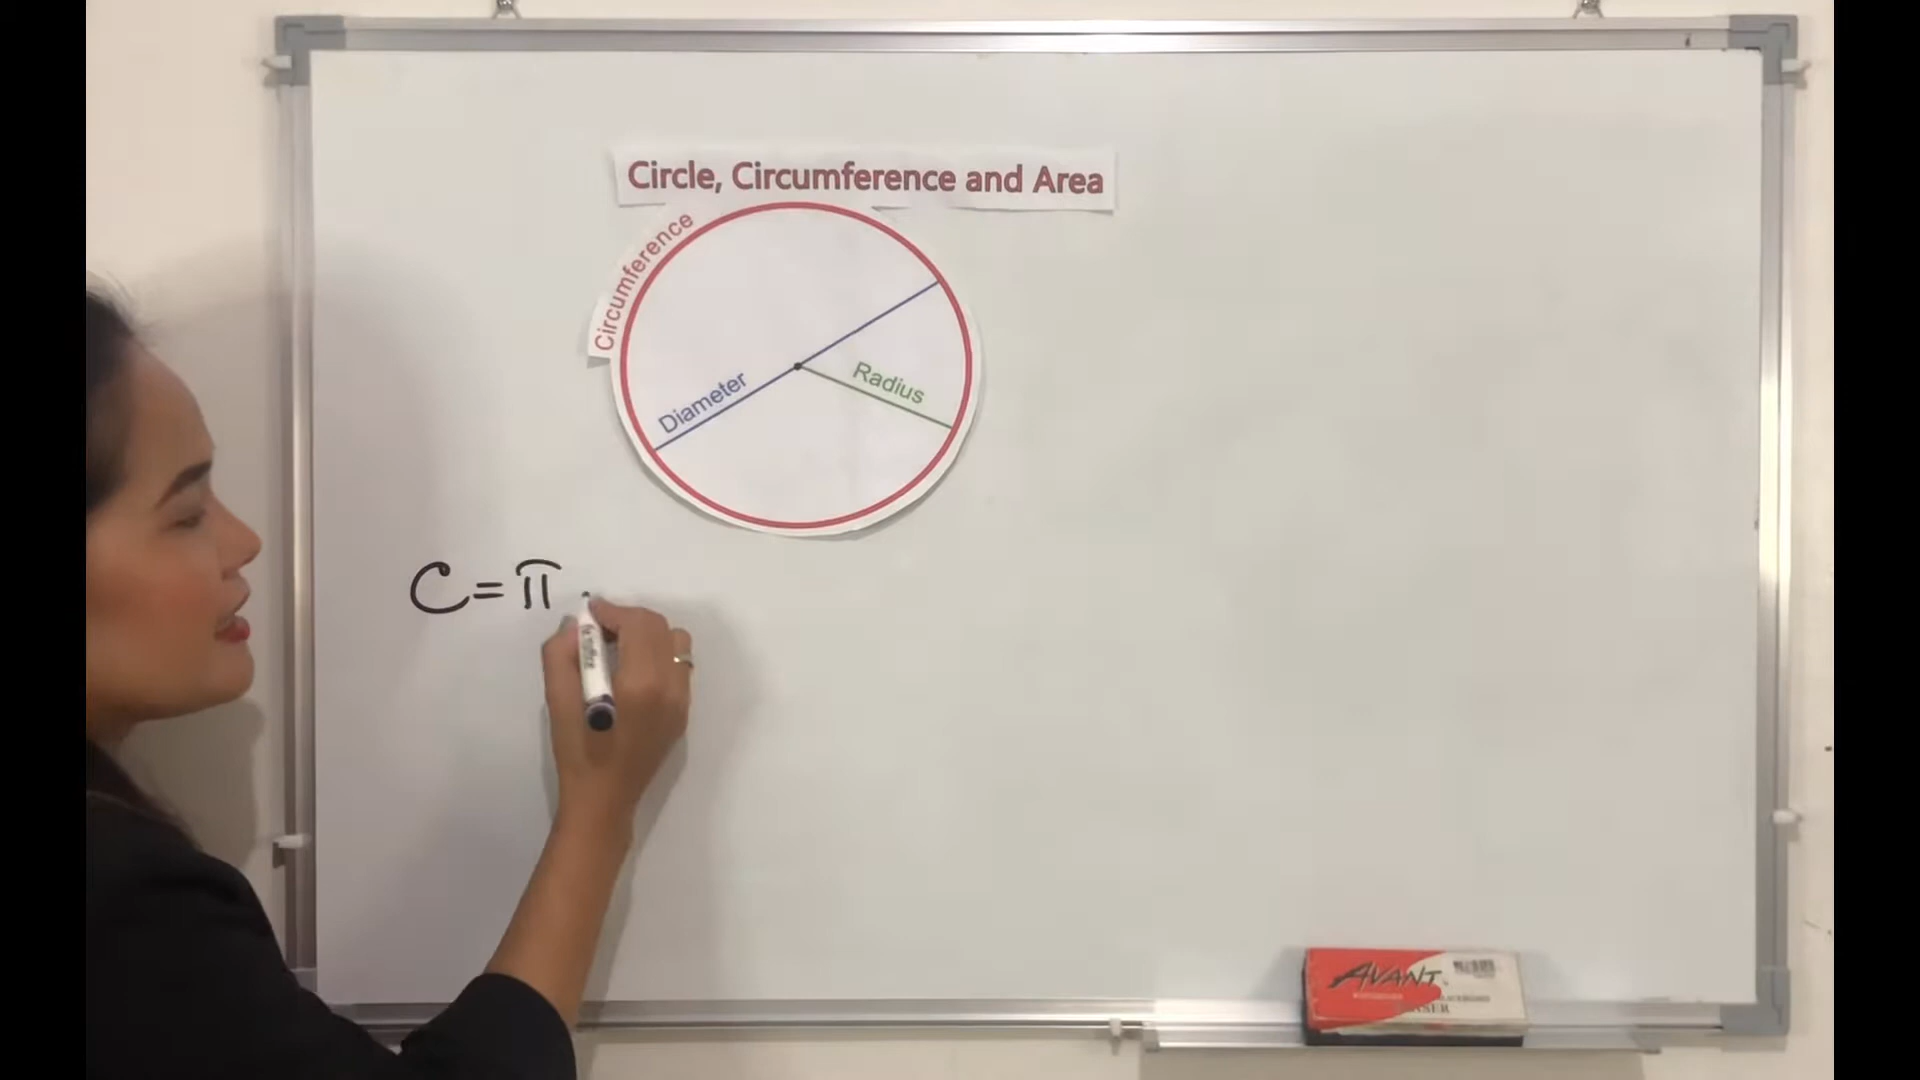 Circle, Circumference and Area
Circumference
Diameter
Radius
C = π
AVANT